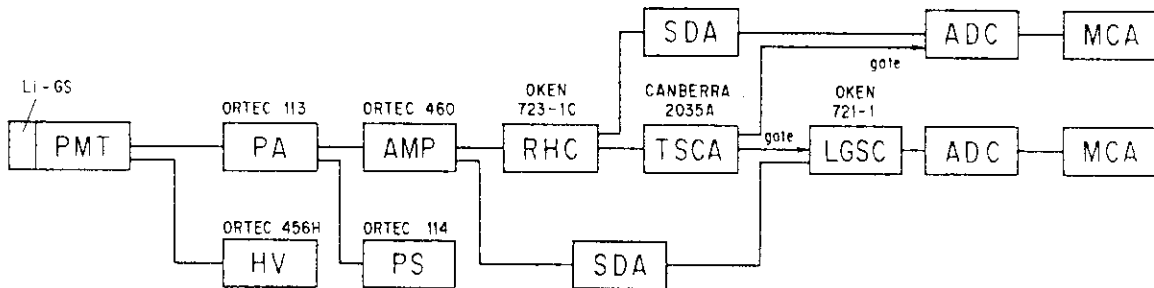 SDA
ADC
MCA
gate
Li-GS
ORTEC 113
ORTEC 460
OKEN
723-1C
CANBERRA
2035A
OKEN
721-1
PMT
PA
AMP
RHC
TSCA
gate
LGSC
ADC
MCA
ORTEC 456H
ORTEC 114
HV
PS
SDA